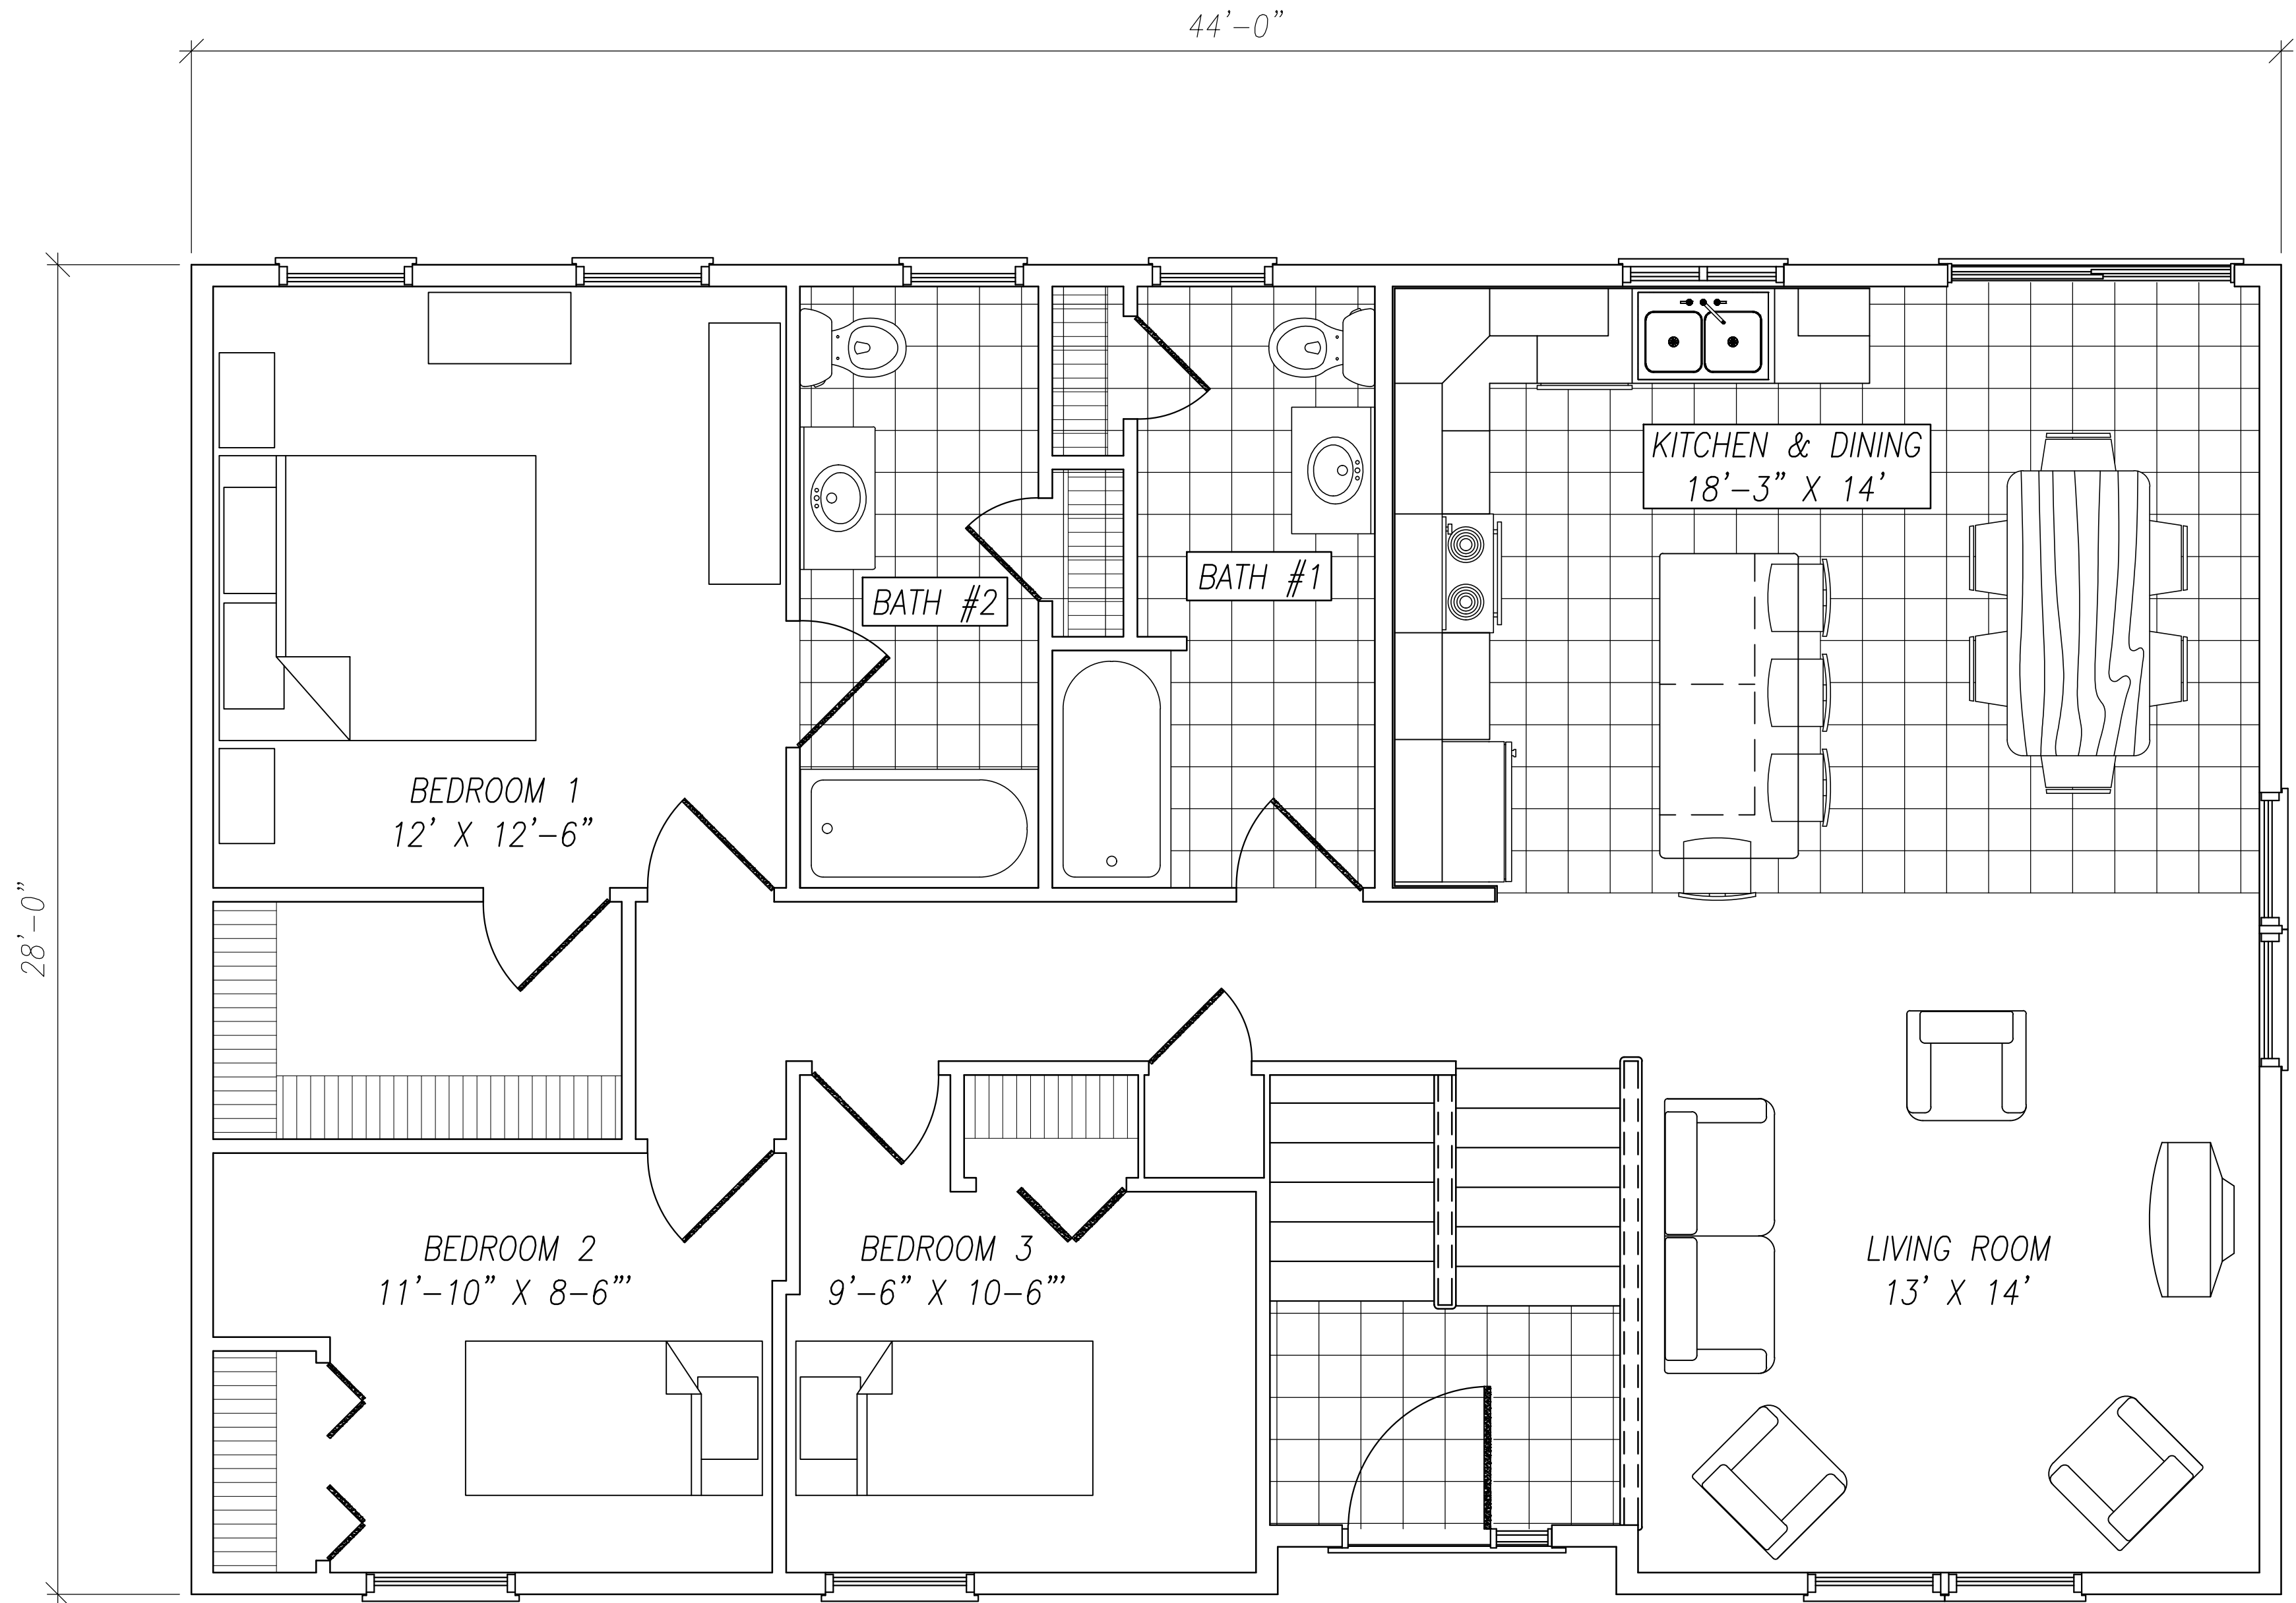 44'-0"
28'-0"
KITCHEN & DINING
18'-3" X 14'
BATH #1
BATH #2
BEDROOM 1
12' X 12'-6"
BEDROOM 2
11'-10" X 8-6"'
BEDROOM 3
9'-6" X 10-6"'
LIVING ROOM
13' X 14'